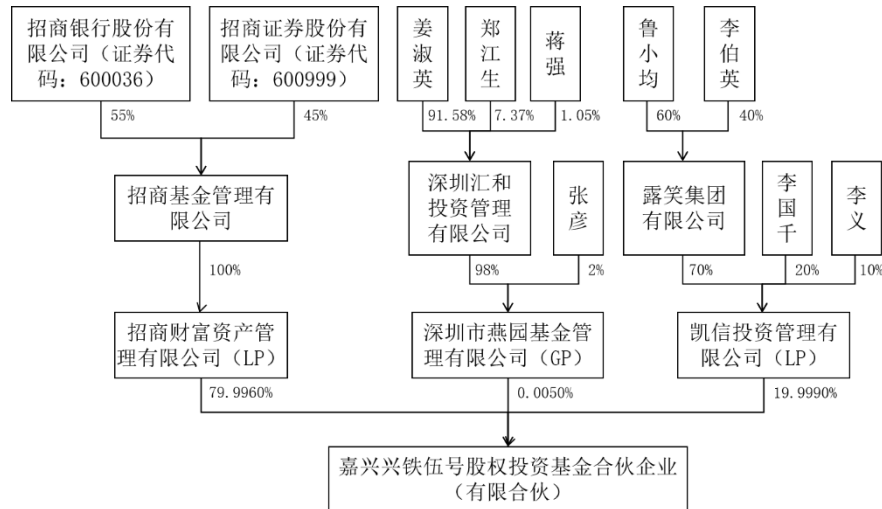 招商银行股份有
限公司（证券代
码：600036）
招商证券股份有
限公司（证券代
码：600999）
姜淑英
郑江生
蒋强
鲁小均
李伯英
55%
45%
91.58%
7.37%
1.05%
60%
40%
招商基金管理有
限公司
深圳汇和
投资管理
有限公司
张彦
露笑集团
有限公司
李国千
李义
100%
98%
2%
70%
20%
10%
招商财富资产管
理有限公司（LP）
深圳市燕园基金管
理有限公司（GP）
凯信投资管理有
限公司（LP）
79.9960%
0.0050%
19.9990%
嘉兴兴铁伍号股权投资基金合伙企业
（有限合伙）